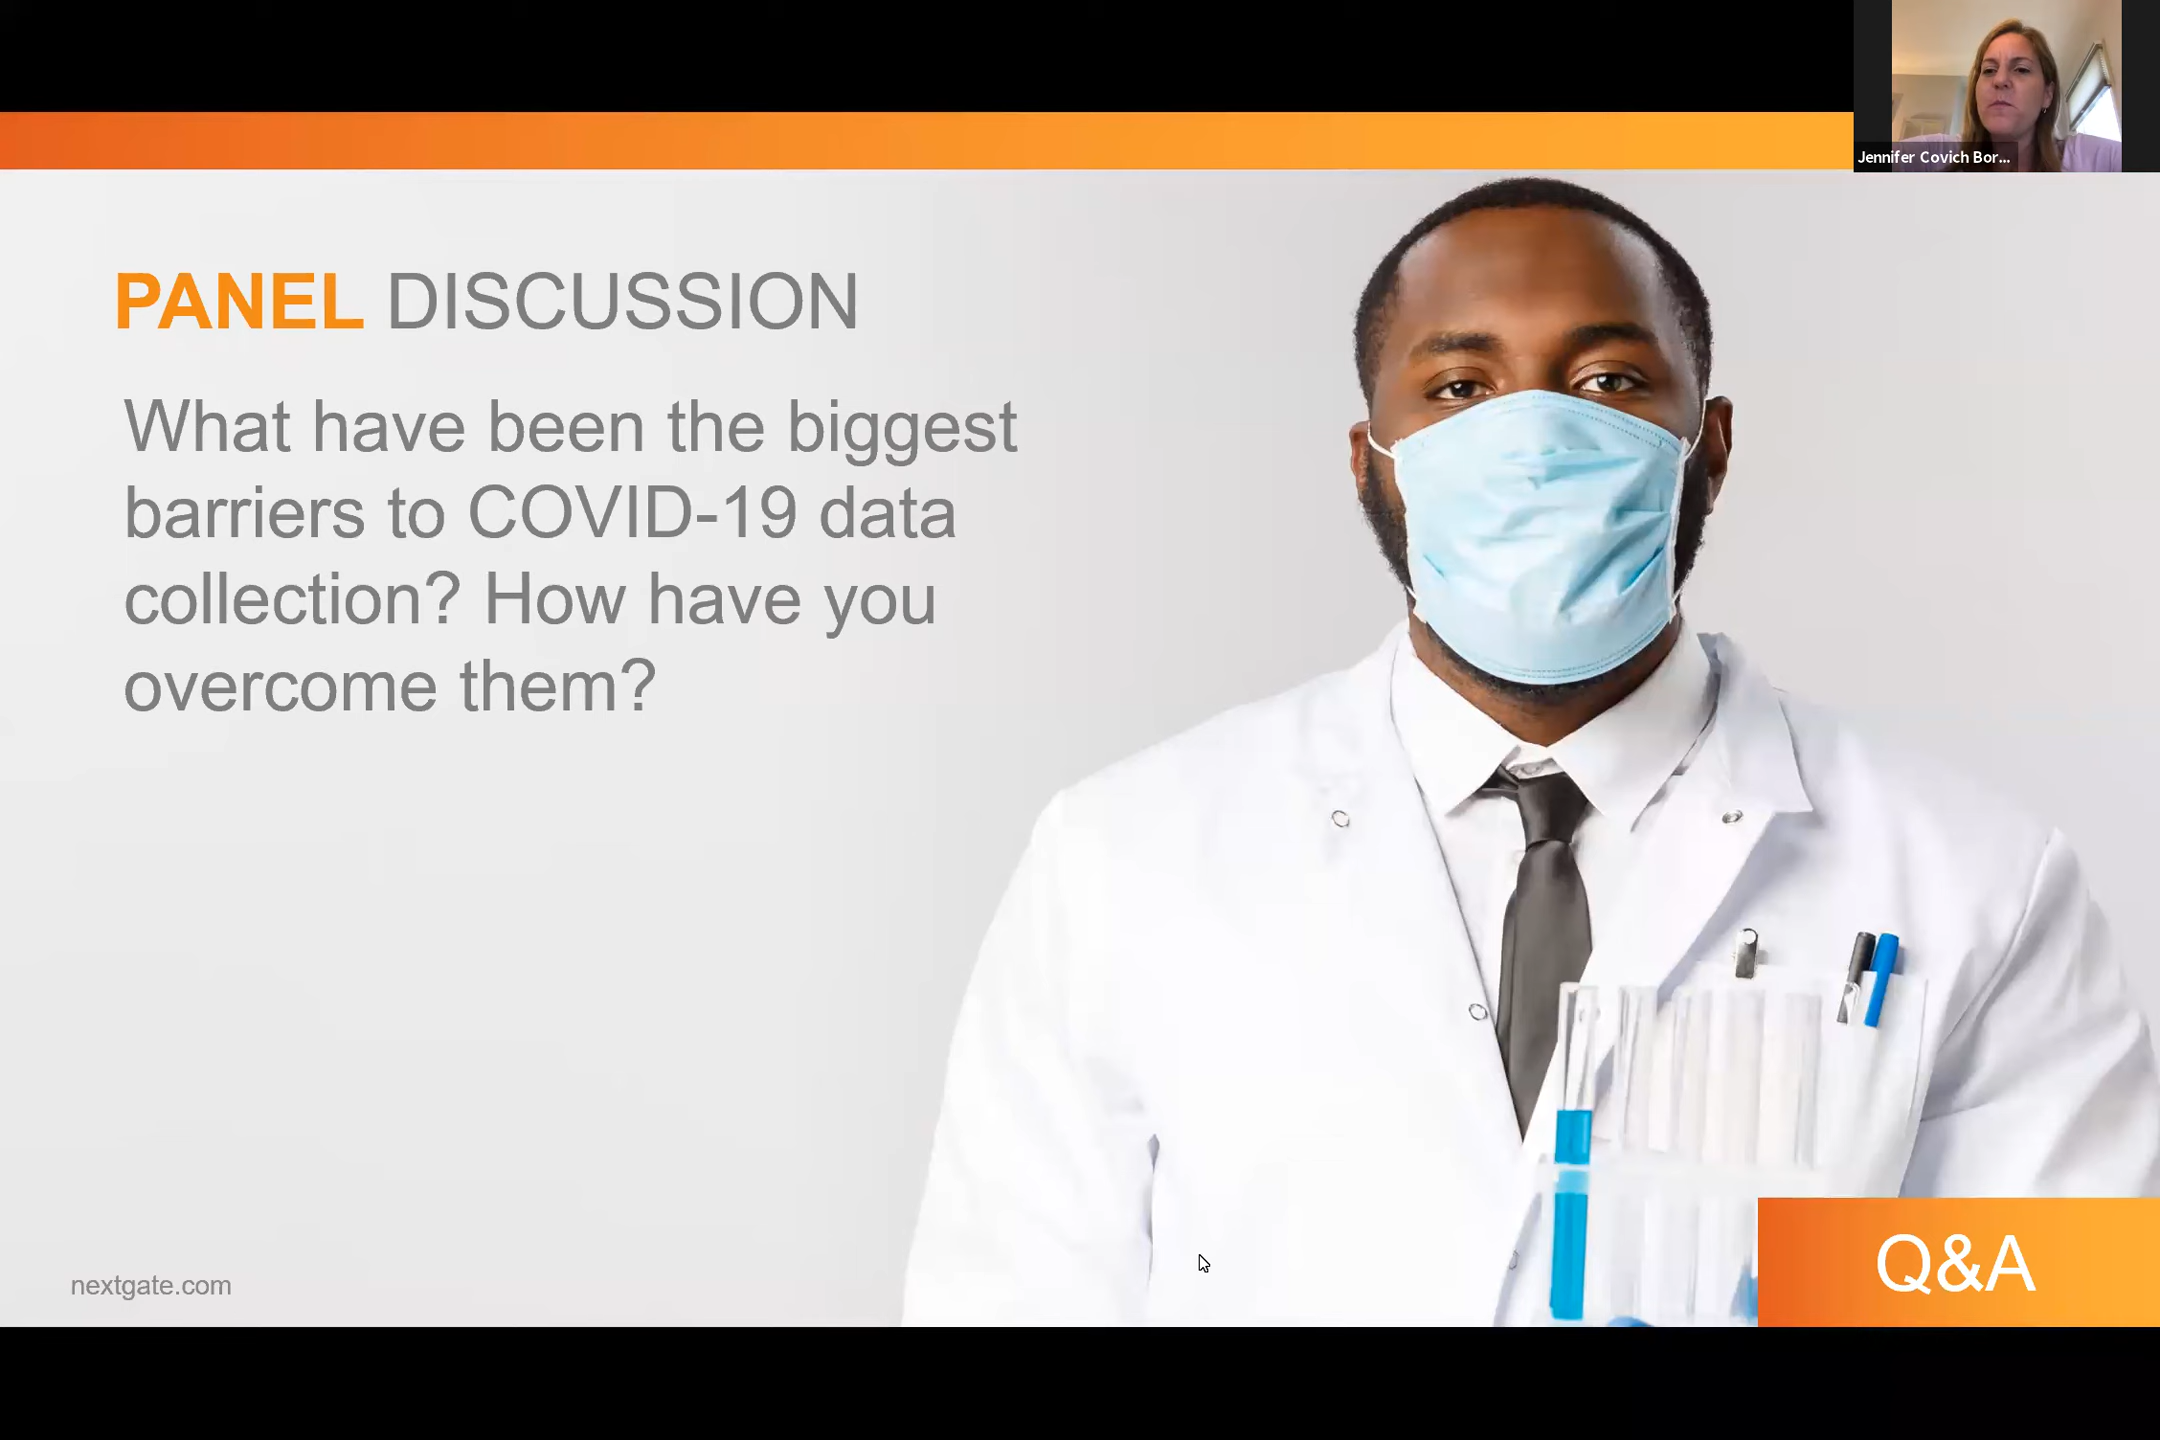 Jennifer Covich Bor...
PANEL DISCUSSION
What have been the biggest
barriers to COVID-19 data
collection? How have you
overcome them?
nextgate.com
Q&A